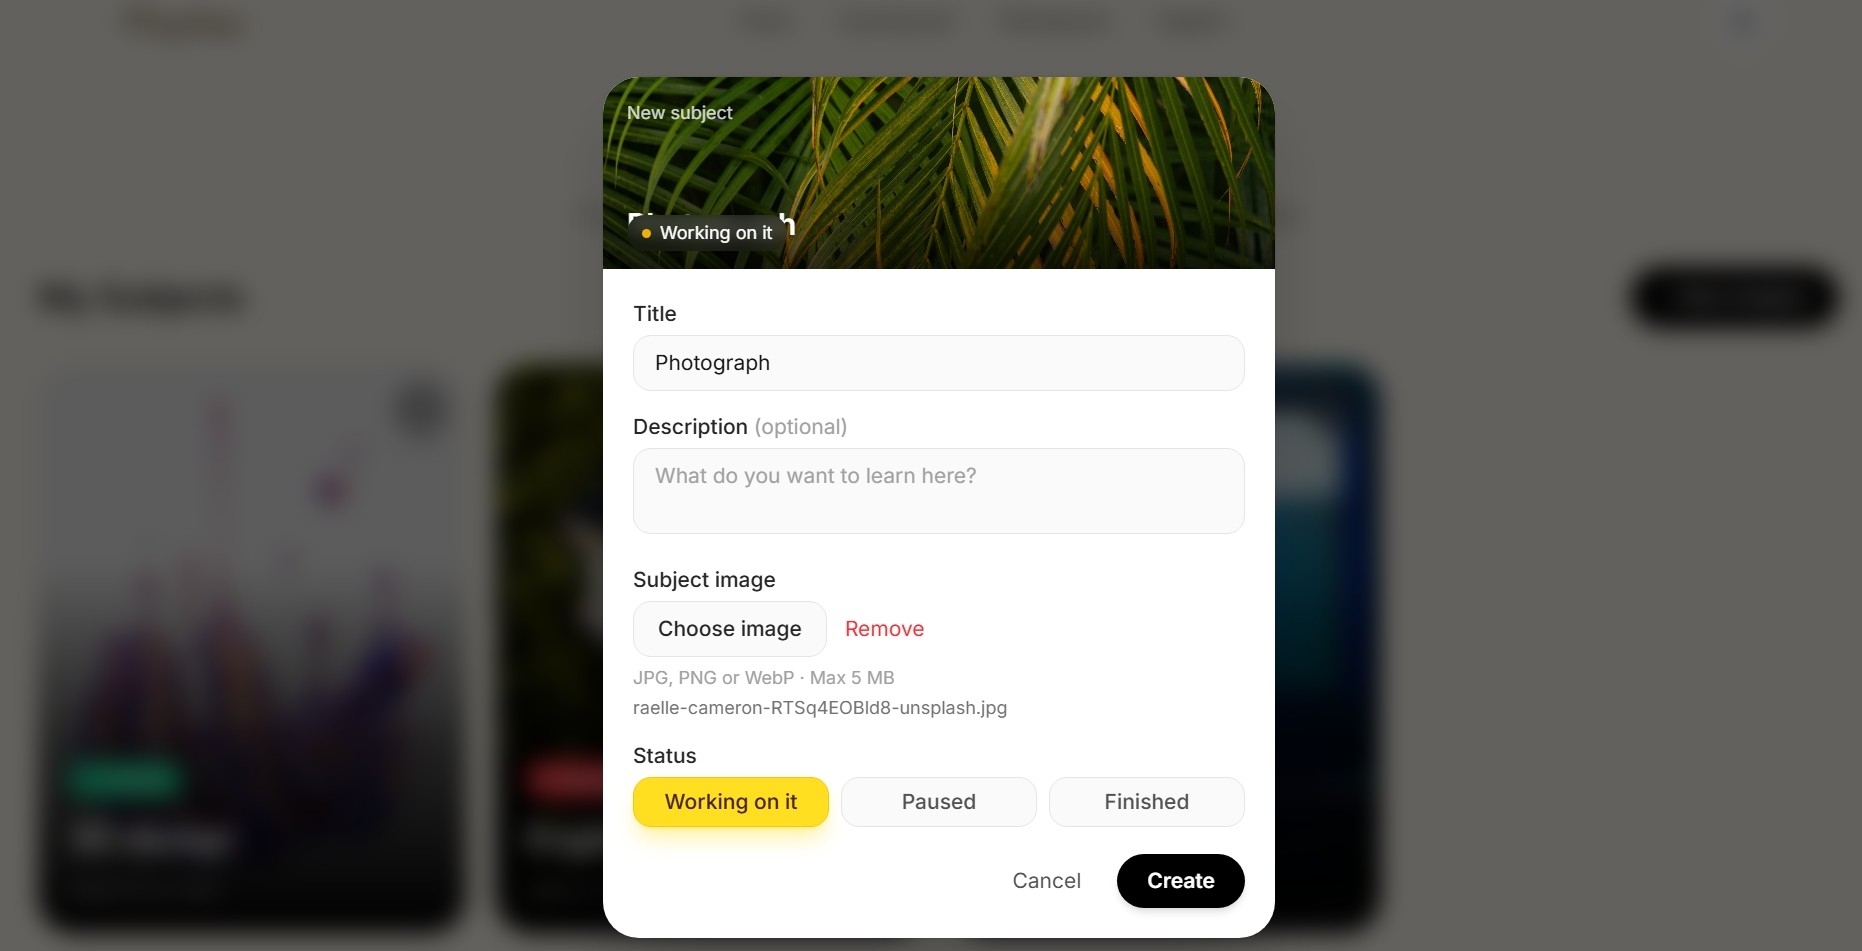 New subject
Working on it
Title
Photograph
Description (optional)
What do you want to learn here?
Subject image
Choose image Remove
JPG, PNG or WebP · Max 5 MB
raelle-cameron-RTSq4EOBld8-unsplash.jpg
Status
Working on it Paused Finished
Cancel Create